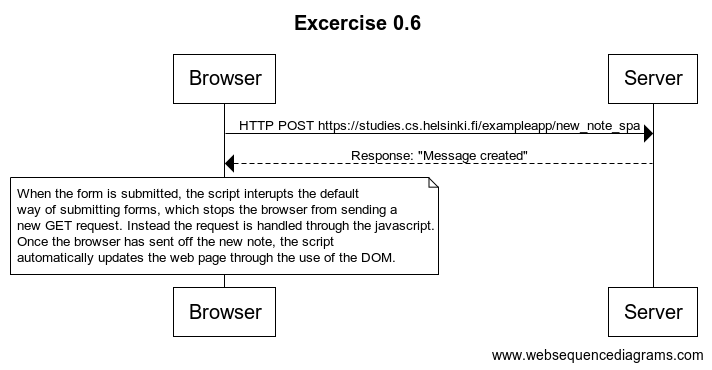 Excercise 0.6
Browser
Server
HTTP POST https://studies.cs.helsinki.fi/exampleapp/new_note_spa
Response: "Message created"
When the form is submitted, the script interupts the default
way of submitting forms, which stops the browser from sending a
new GET request. Instead the request is handled through the javascript.
Once the browser has sent off the new note, the script
automatically updates the web page through the use of the DOM.
Browser
Server
www.websequencediagrams.com